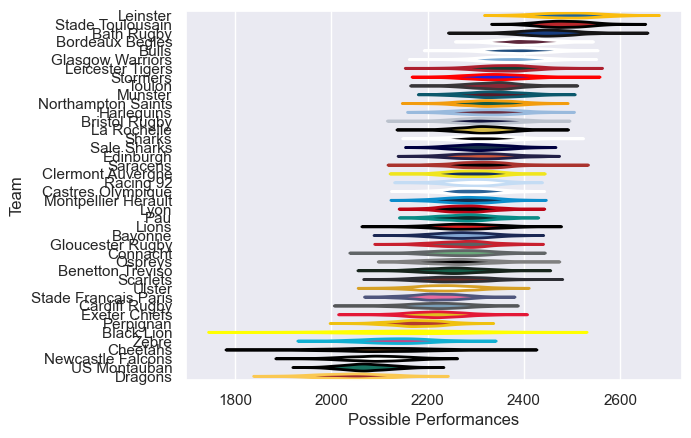 Leinster
Stade Toulousain
Bath Rugby
Bordeaux Begles
Bulls
Glasgow Warriors
Leicester Tigers
Stormers
Toulon
Munster
Northampton Saints
Harlequins
Bristol Rugby
La Rochelle
Sharks
Sale Sharks
Edinburgh
Saracens
Clermont Auvergne
Racing 92
Castres Olympique
Montpellier Herault
Lyon
Pau
Lions
Bayonne
Gloucester Rugby
Connacht
Ospreys
Benetton Treviso
Scarlets
Ulster
Stade Francais Paris
Cardiff Rugby
Exeter Chiefs
Perpignan
Black Lion
Zebre
Cheetahs
Newcastle Falcons
US Montauban
Dragons
Team
1800 2000 2200 2400 2600
Possible Performances